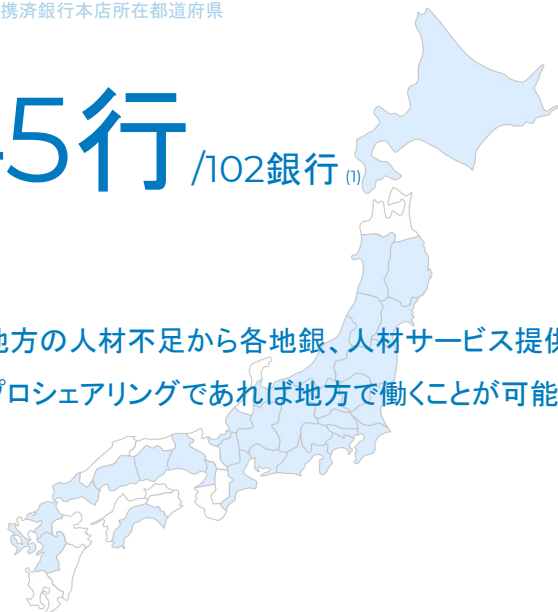 携済銀行本店所在都道府県
45行 /102銀行 (1)
地方の人材不足から各地銀、人材サービス提供
プロシェアリングであれば地方で働くことが可能